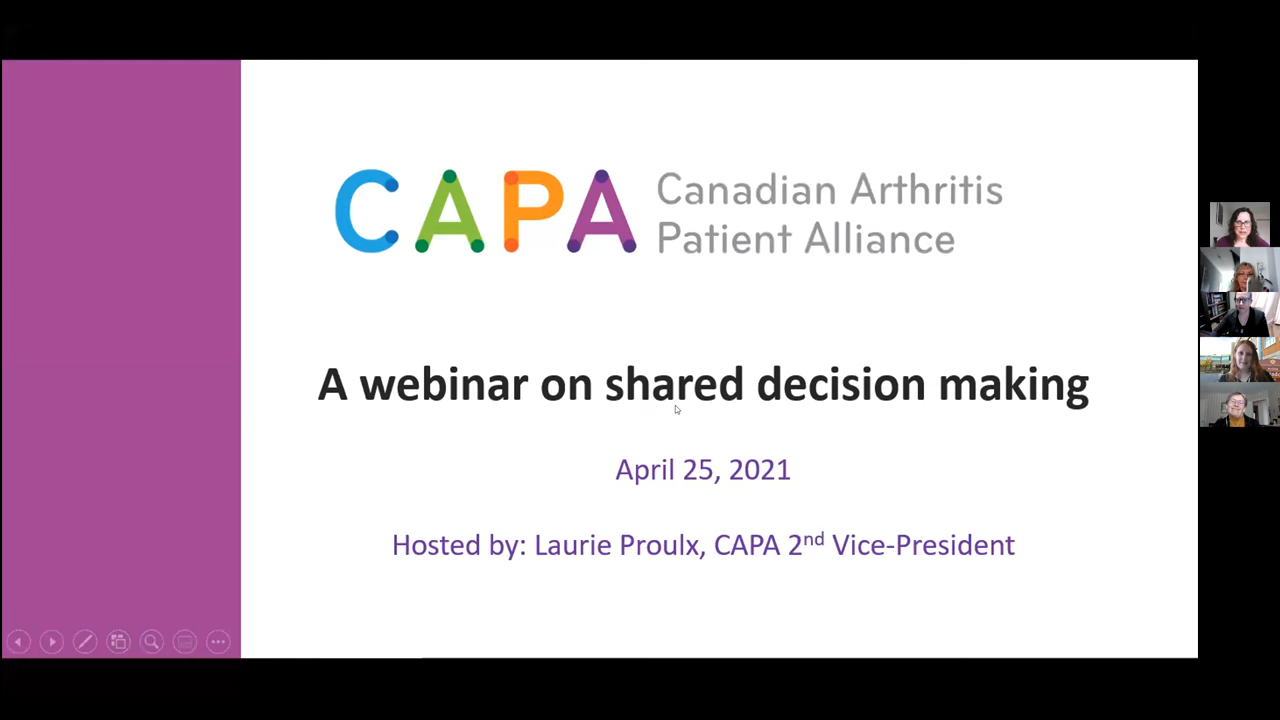 CAPA Canadian Arthritis
Patient Alliance
A webinar on shared decision making
April 25, 2021
Hosted by: Laurie Proulx, CAPA 2nd Vice-President